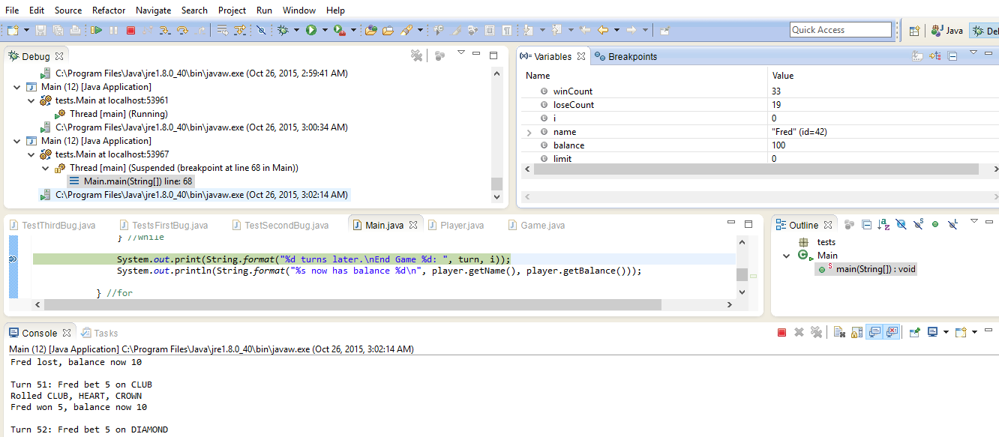 File Edit Source Refactor Navigate Search Project Run Window Help
Quick Access
Java
De
Debug
C:\Program Files\Java\jre1.8.0_40\bin\javaw.exe (Oct 26, 2015, 2:59:41 AM)
Main (12) [Java Application]
tests.Main at localhost:53961
Thread [main] (Running)
C:\Program Files\Java\jre1.8.0_40\bin\javaw.exe (Oct 26, 2015, 3:00:34 AM)
Main (12) [Java Application]
tests.Main at localhost:53967
Thread [main] (Suspended (breakpoint at line 68 in Main))
Main.main(String[]) line: 68
C:\Program Files\Java\jre1.8.0_40\bin\javaw.exe (Oct 26, 2015, 3:02:14 AM)
(x)= Variables Breakpoints
Name Value
winCount 33
loseCount 19
i 0
name "Fred" (id=42)
balance 100
limit 0
TestThirdBug.java TestsFirstBug.java TestSecondBug.java Main.java Player.java Game.java
} //while
System.out.print(String.format("%d turns later.\nEnd Game %d: ", turn, i));
System.out.println(String.format("%s now has balance %d\n", player.getName(), player.getBalance()));
} //for
Outline
tests
Main
main(String[]) : void
Console Tasks
Main (12) [Java Application] C:\Program Files\Java\jre1.8.0_40\bin\javaw.exe (Oct 26, 2015, 3:02:14 AM)
Fred lost, balance now 10
Turn 51: Fred bet 5 on CLUB
Rolled CLUB, HEART, CROWN
Fred won 5, balance now 10
Turn 52: Fred bet 5 on DIAMOND